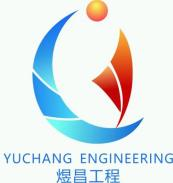 YUCHANG ENGINEERING
煜昌工程